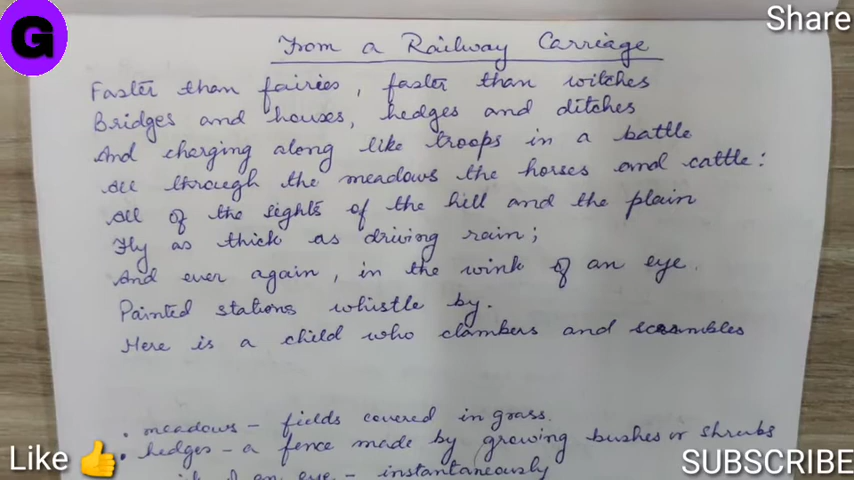 G
Share
From a Railway Carriage
Faster than fairies, faster than witches
Bridges and houses, hedges and ditches
And charging along like troops in a battle
All through the meadows the horses and cattle:
All of the sights of the hill and the plain
Fly as thick as driving rain;
And ever again, in the wink of an eye.
Painted stations whistle by.
Here is a child who clambers and scrambles
• meadows - fields covered in grass.
• hedges - a fence made by growing bushes or shrubs
of an eye - instantaneously
Like
SUBSCRIBE